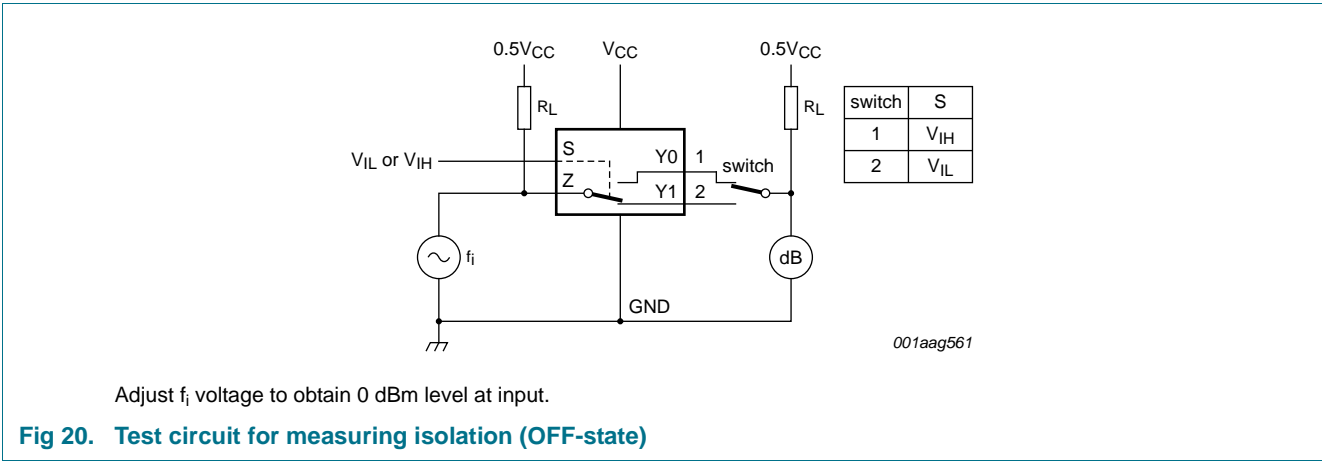 0.5VCC VCC 0.5VCC
RL RL
switch S
1 VIH
2 VIL
VIL or VIH S Y0 1 switch
Z Y1 2
fi dB
GND
001aag561
Adjust fi voltage to obtain 0 dBm level at input.
Fig 20. Test circuit for measuring isolation (OFF-state)